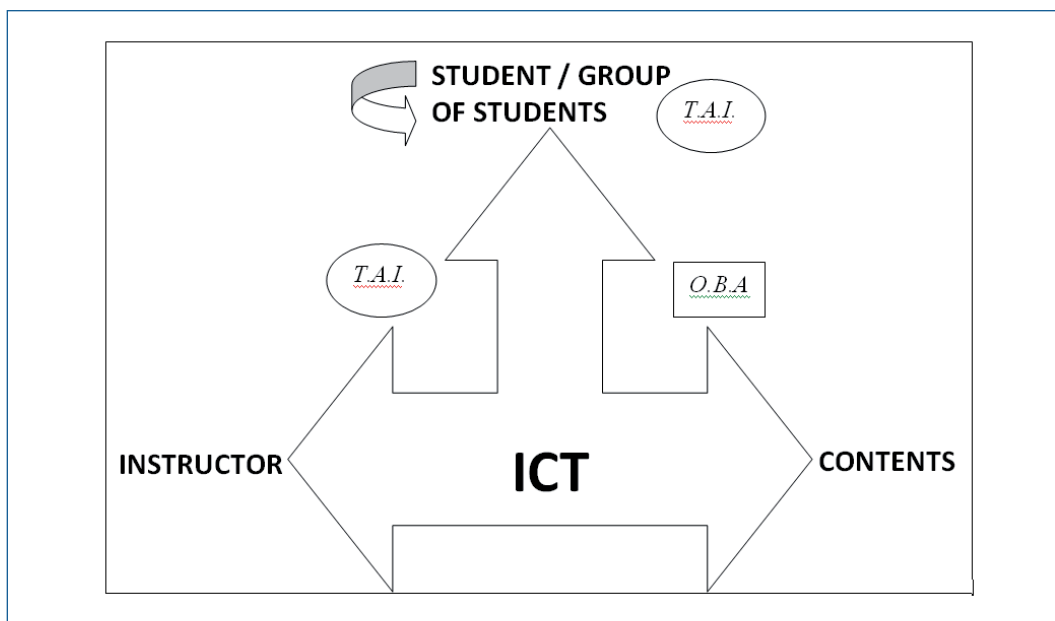 STUDENT / GROUP
OF STUDENTS
T.A.I.
T.A.I.
O.B.A
INSTRUCTOR
ICT
CONTENTS